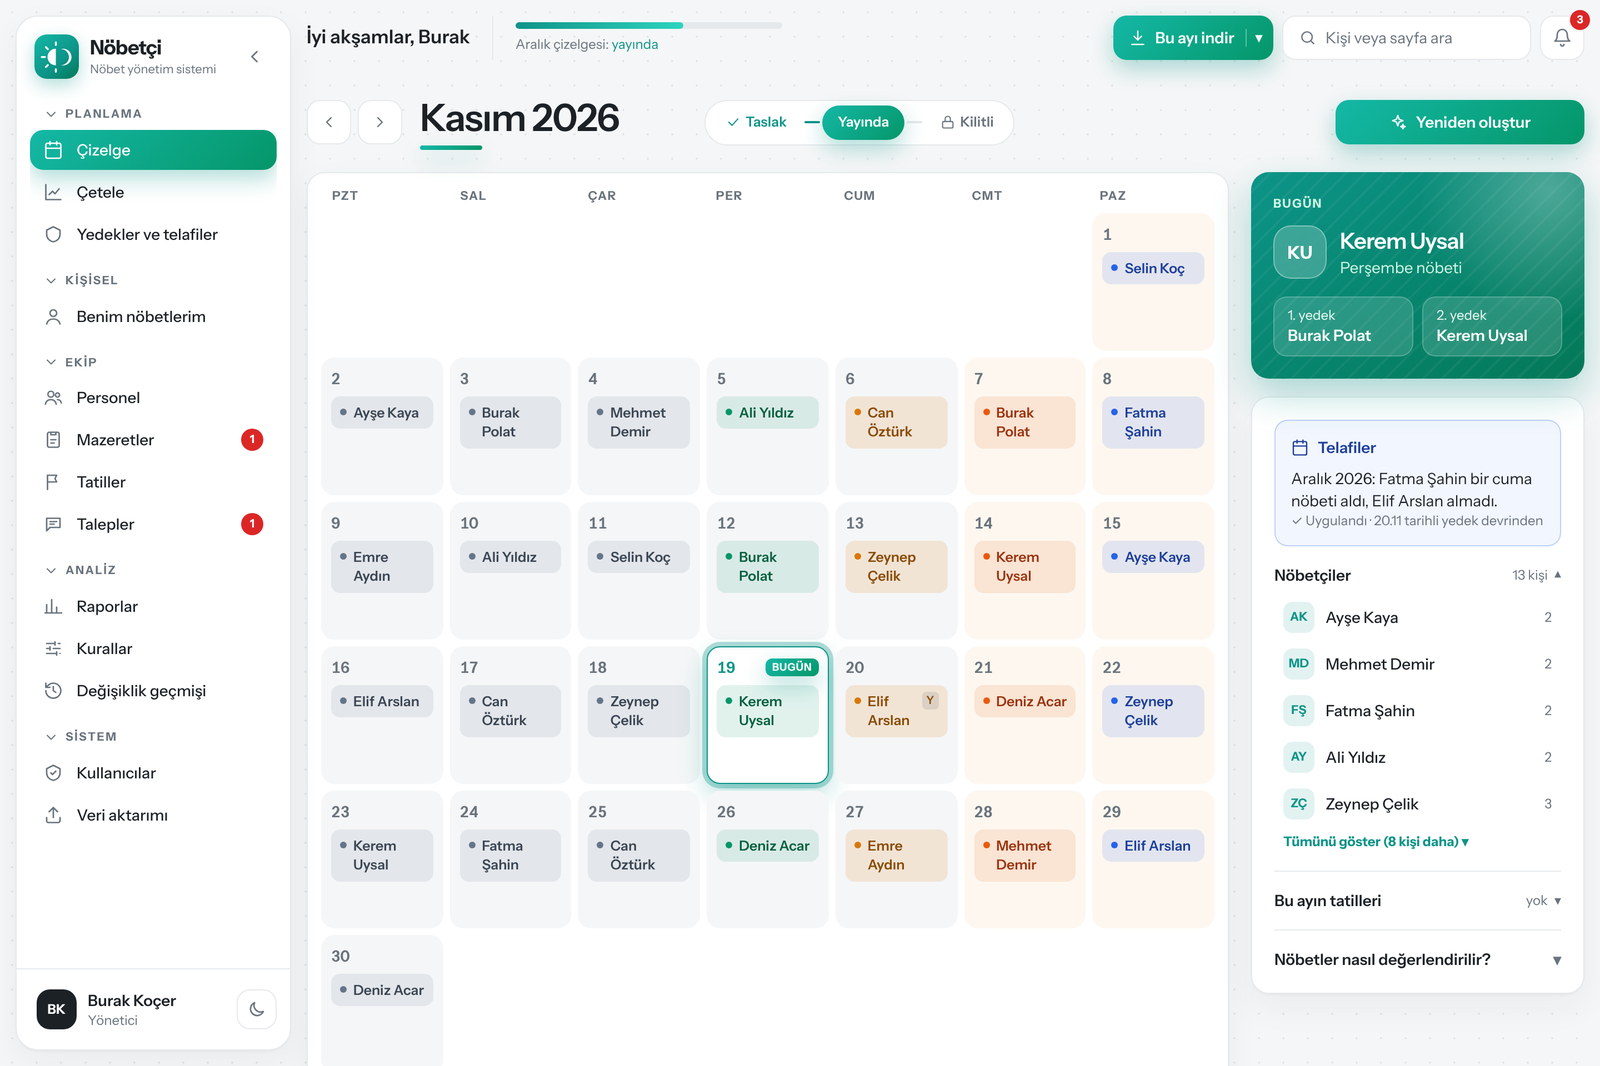 Nöbetçi
Nöbet yönetim sistemi
PLANLAMA
Çizelge
Çetele
Yedekler ve telafiler
KİŞİSEL
Benim nöbetlerim
EKİP
Personel
Mazeretler 1
Tatiller
Talepler 1
ANALİZ
Raporlar
Kurallar
Değişiklik geçmişi
SİSTEM
Kullanıcılar
Veri aktarımı
BK
Burak Koçer
Yönetici
İyi akşamlar, Burak
Aralık çizelgesi: yayında
Bu ayı indir ▾
Kişi veya sayfa ara
3
Kasım 2026
✓ Taslak
Yayında
Kilitli
Yeniden oluştur
PZT SAL ÇAR PER CUM CMT PAZ
1
Selin Koç
2 3 4 5 6 7 8
Ayşe Kaya
Burak
Polat
Mehmet
Demir
Ali Yıldız
Can
Öztürk
Burak
Polat
Fatma
Şahin
9 10 11 12 13 14 15
Emre
Aydın
Ali Yıldız
Selin Koç
Burak
Polat
Zeynep
Çelik
Kerem
Uysal
Ayşe Kaya
16 17 18 19 BUGÜN 20 21 22
Elif Arslan
Can
Öztürk
Zeynep
Çelik
Kerem
Uysal
Elif Y
Arslan
Deniz Acar
Zeynep
Çelik
23 24 25 26 27 28 29
Kerem
Uysal
Fatma
Şahin
Can
Öztürk
Deniz Acar
Emre
Aydın
Mehmet
Demir
Elif Arslan
30
Deniz Acar
BUGÜN
KU
Kerem Uysal
Perşembe nöbeti
1. yedek
Burak Polat
2. yedek
Kerem Uysal
Telafiler
Aralık 2026: Fatma Şahin bir cuma
nöbeti aldı, Elif Arslan almadı.
✓ Uygulandı · 20.11 tarihli yedek devrinden
Nöbetçiler 13 kişi ▴
AK Ayşe Kaya 2
MD Mehmet Demir 2
FŞ Fatma Şahin 2
AY Ali Yıldız 2
ZÇ Zeynep Çelik 3
Tümünü göster (8 kişi daha) ▾
Bu ayın tatilleri yok ▾
Nöbetler nasıl değerlendirilir? ▾